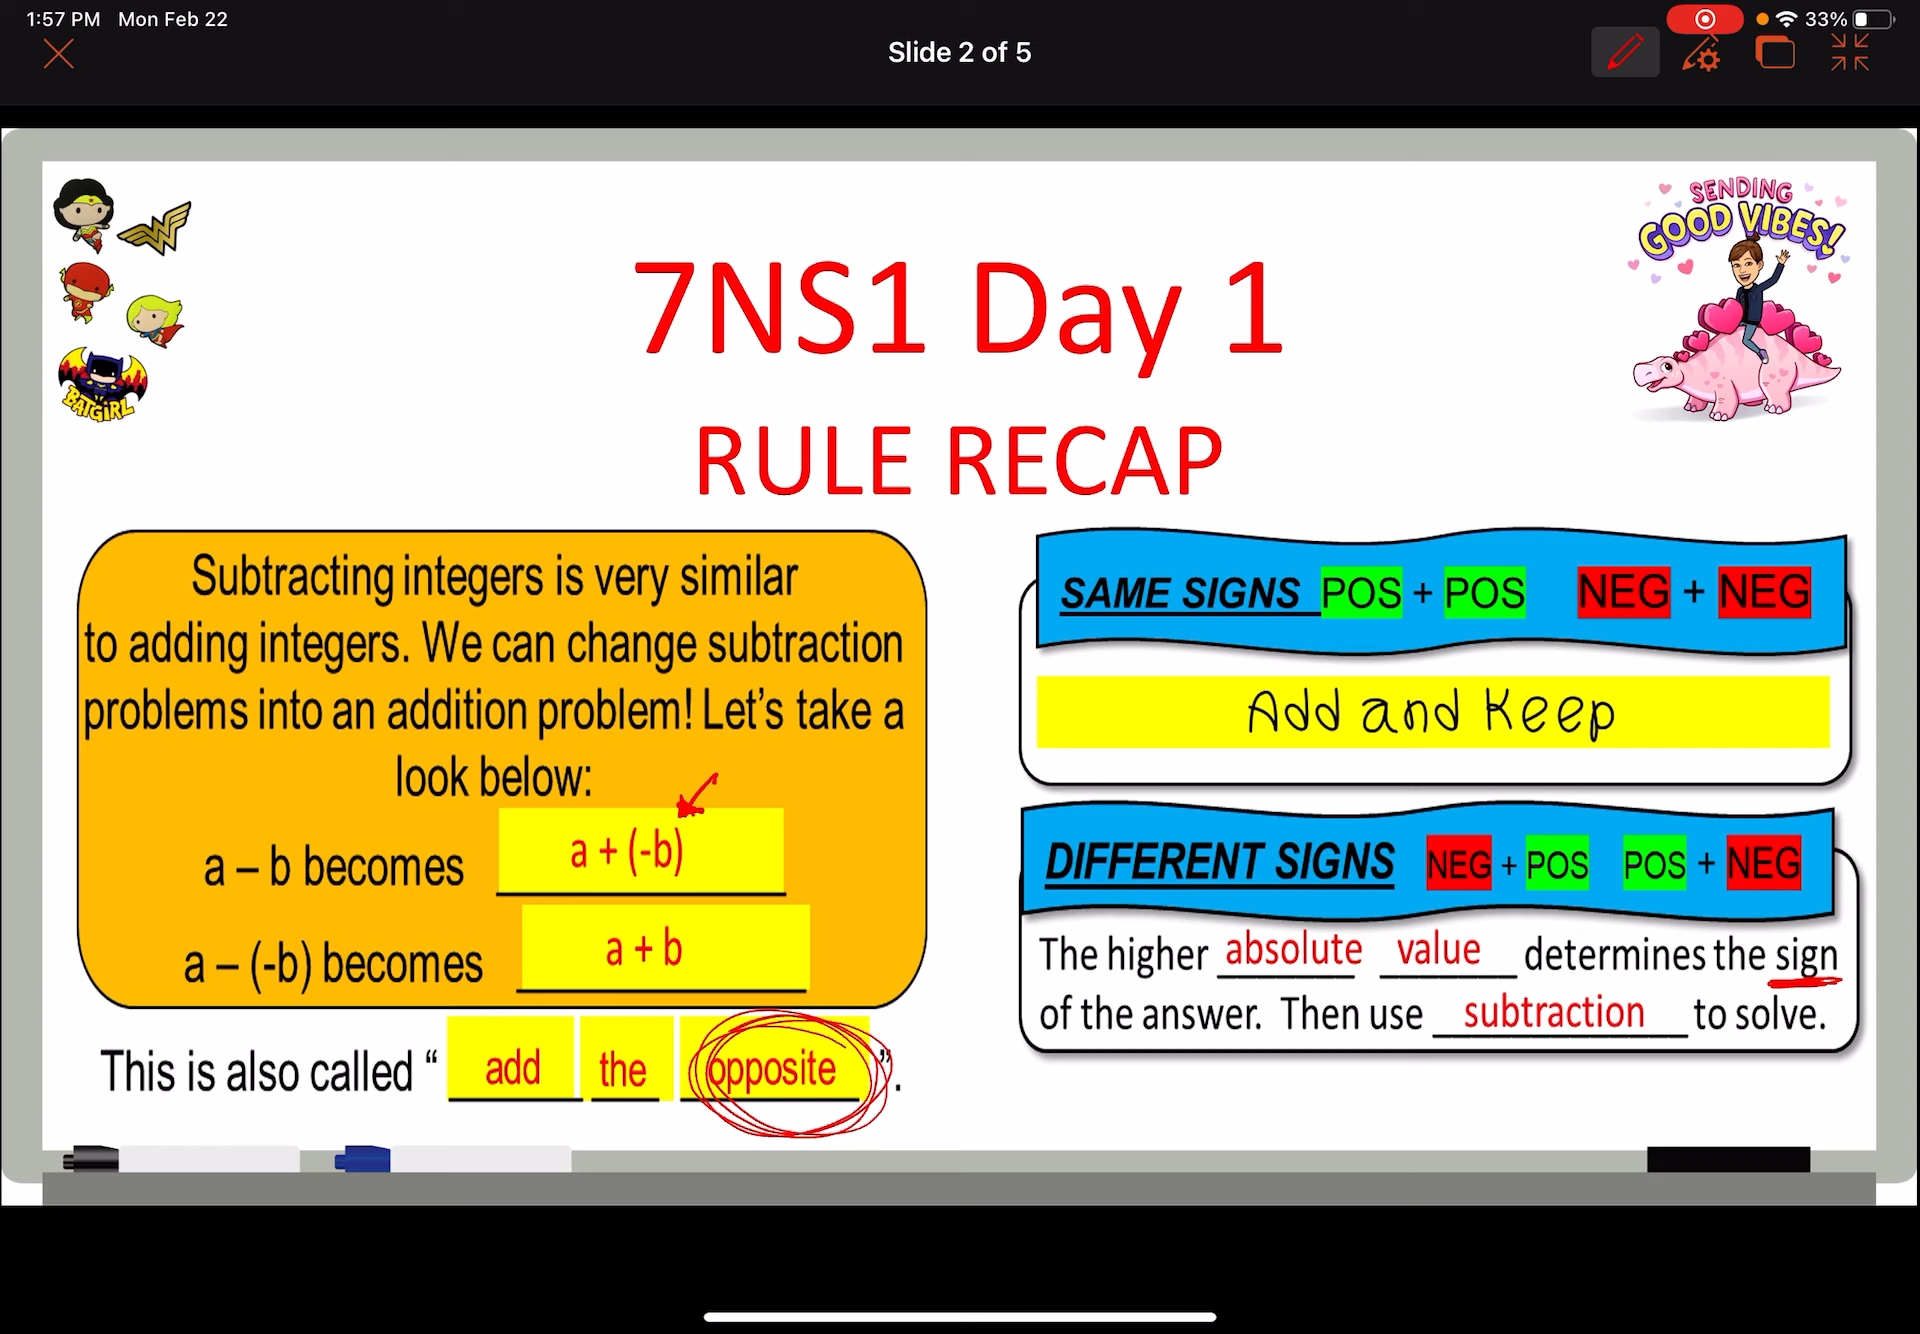 1:57 PM Mon Feb 22
33%
Slide 2 of 5
SENDING
GOOD VIBES!
BATGIRL
7NS1 Day 1
RULE RECAP
Subtracting integers is very similar
to adding integers. We can change subtraction
problems into an addition problem! Let's take a
look below:
a – b becomes a + (-b)
a – (-b) becomes a + b
This is also called “ add the opposite ”.
SAME SIGNS POS + POS NEG + NEG
Add and Keep
DIFFERENT SIGNS NEG + POS POS + NEG
The higher absolute value determines the sign
of the answer. Then use subtraction to solve.